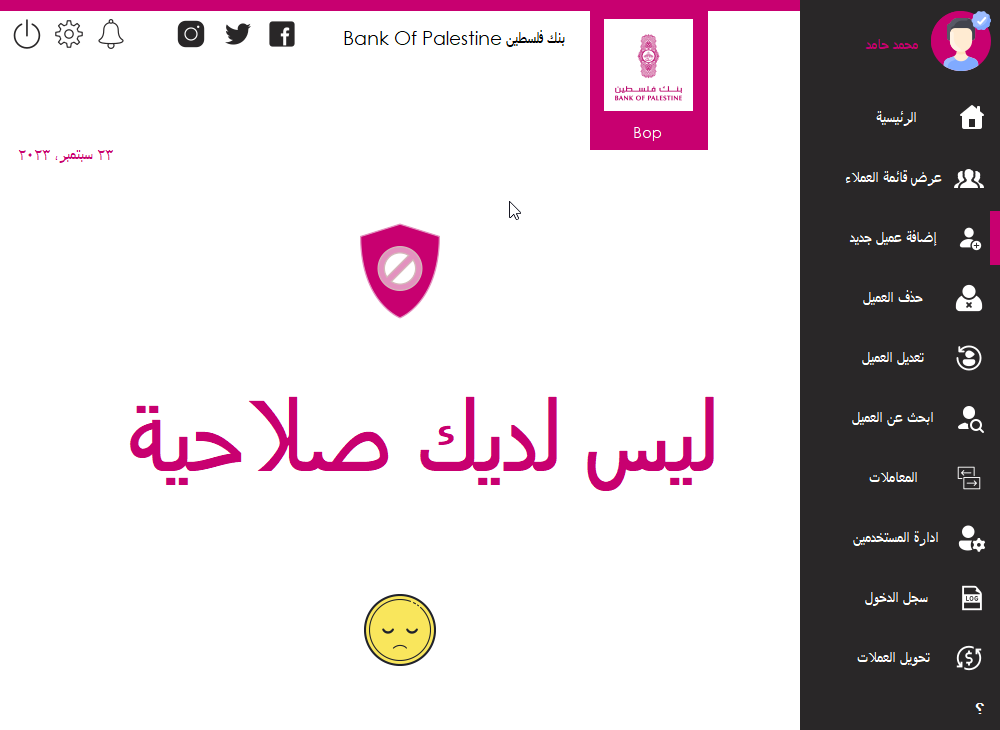 محمد حامد
Bank Of Palestine بنك فلسطين
بنك فلسطين
BANK OF PALESTINE
Bop
٢٣ سبتمبر، ٢٠٢٣
ليس لديك صلاحية
الرئيسية
عرض قائمة العملاء
إضافة عميل جديد
حذف العميل
تعديل العميل
ابحث عن العميل
المعاملات
ادارة المستخدمين
سجل الدخول
LOG
تحويل العملات
؟